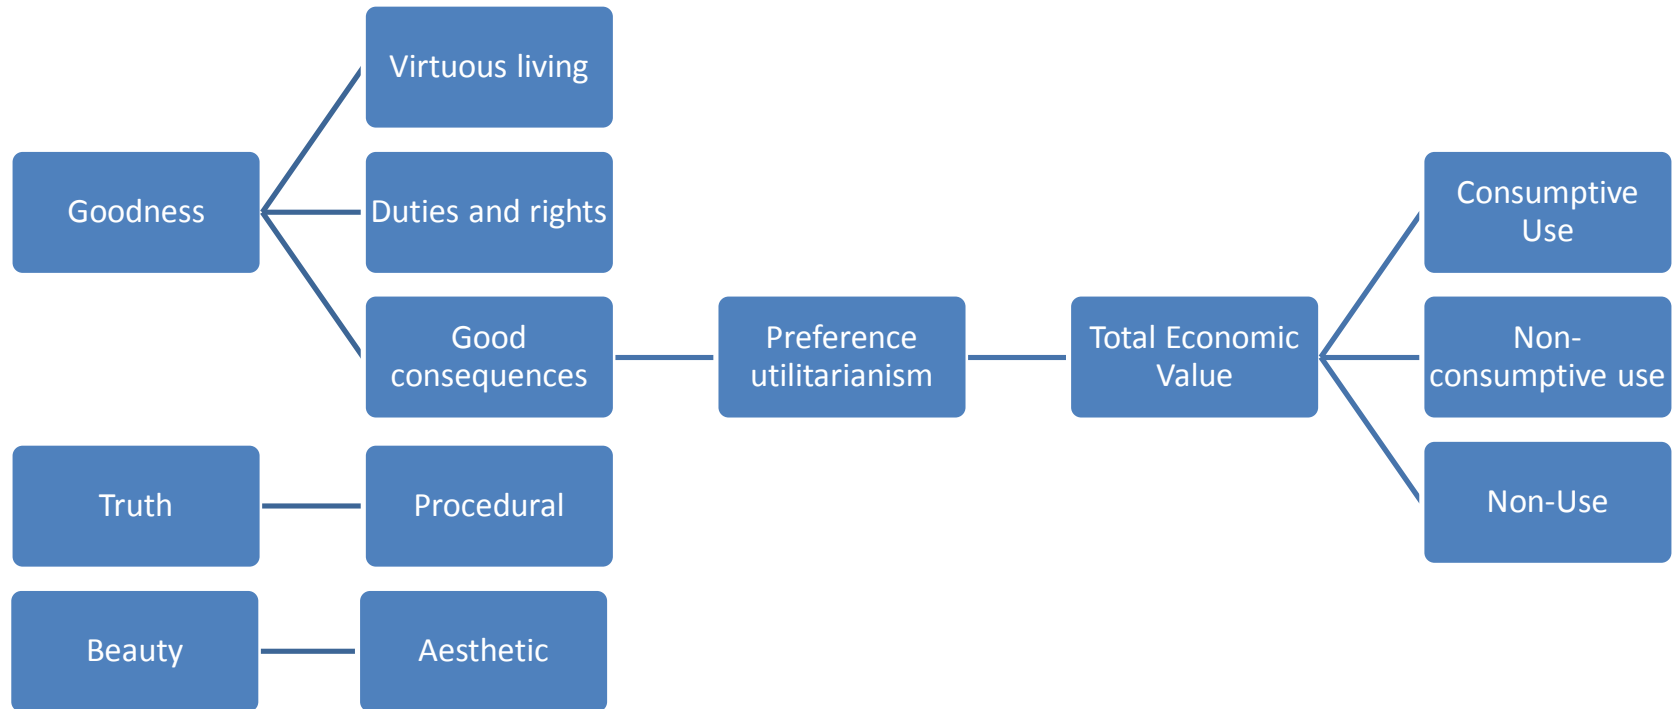 Virtuous living
Goodness
Duties and rights
Good
consequences
Preference
utilitarianism
Total Economic
Value
Consumptive
Use
Non-
consumptive use
Non-Use
Truth
Procedural
Beauty
Aesthetic